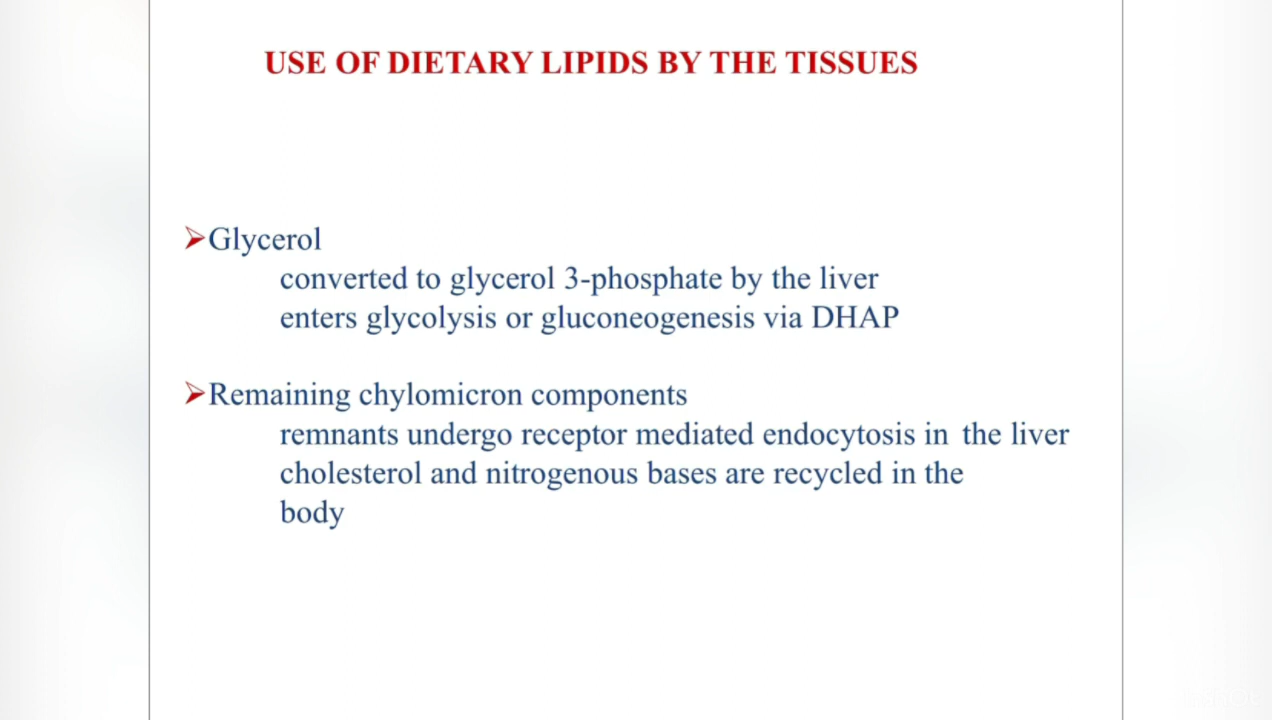 USE OF DIETARY LIPIDS BY THE TISSUES
➢Glycerol
converted to glycerol 3-phosphate by the liver
enters glycolysis or gluconeogenesis via DHAP
➢Remaining chylomicron components
remnants undergo receptor mediated endocytosis in the liver
cholesterol and nitrogenous bases are recycled in the
body